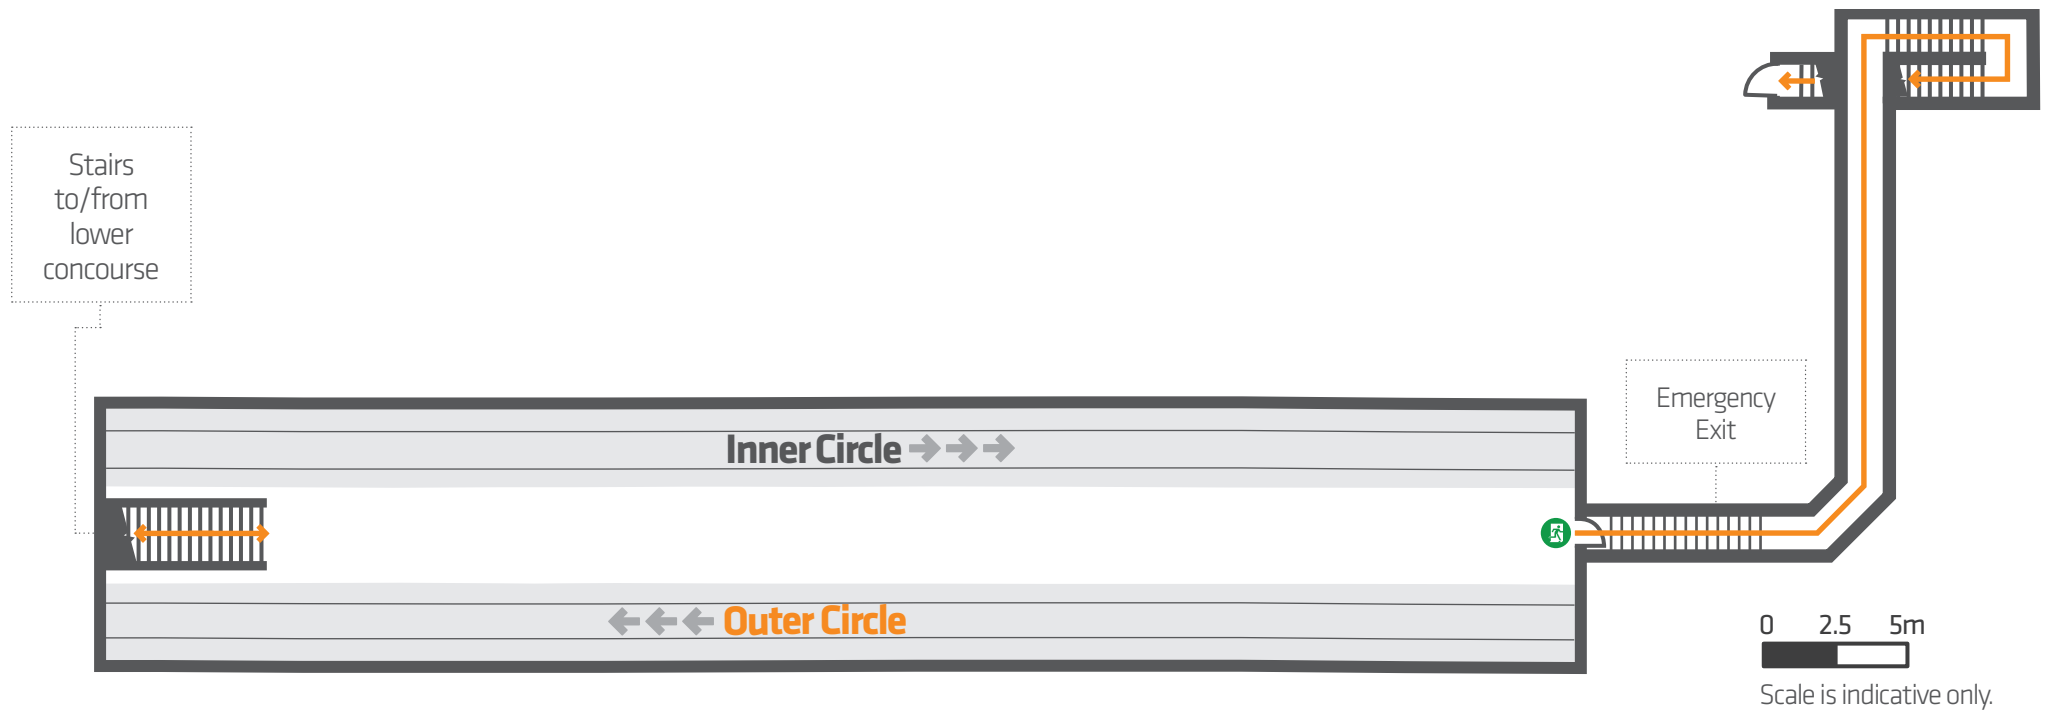 Stairs
to/from
lower
concourse
Inner Circle
Emergency
Exit
Outer Circle
0 2.5 5m
Scale is indicative only.